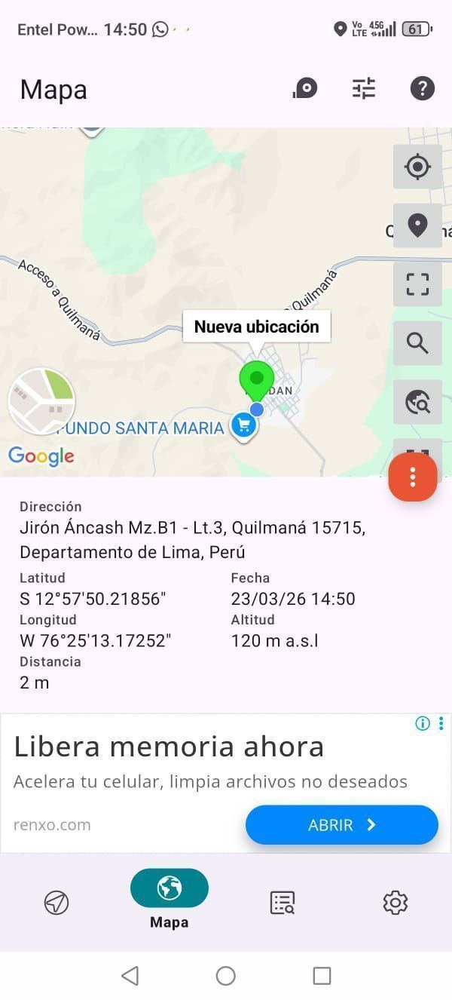 Entel Pow... 14:50
Vo LTE 4.5G 61
Mapa
?
Acceso a Quilmaná
Quilmaná
Nueva ubicación
DAN
FUNDO SANTA MARIA
Google
Dirección
Jirón Áncash Mz.B1 - Lt.3, Quilmaná 15715,
Departamento de Lima, Perú
Latitud
S 12°57'50.21856"
Fecha
23/03/26 14:50
Longitud
W 76°25'13.17252"
Altitud
120 m a.s.l
Distancia
2 m
Libera memoria ahora
Acelera tu celular, limpia archivos no deseados
renxo.com
ABRIR
Mapa